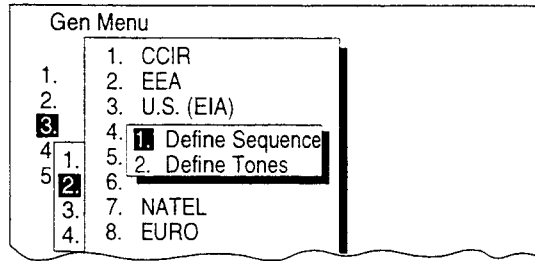 Gen Menu
1.
2.
3.
4
5
1.
2.
3.
4.
1. CCIR
2. EEA
3. U.S. (EIA)
4.
5.
6.
7. NATEL
8. EURO
1. Define Sequence
2. Define Tones